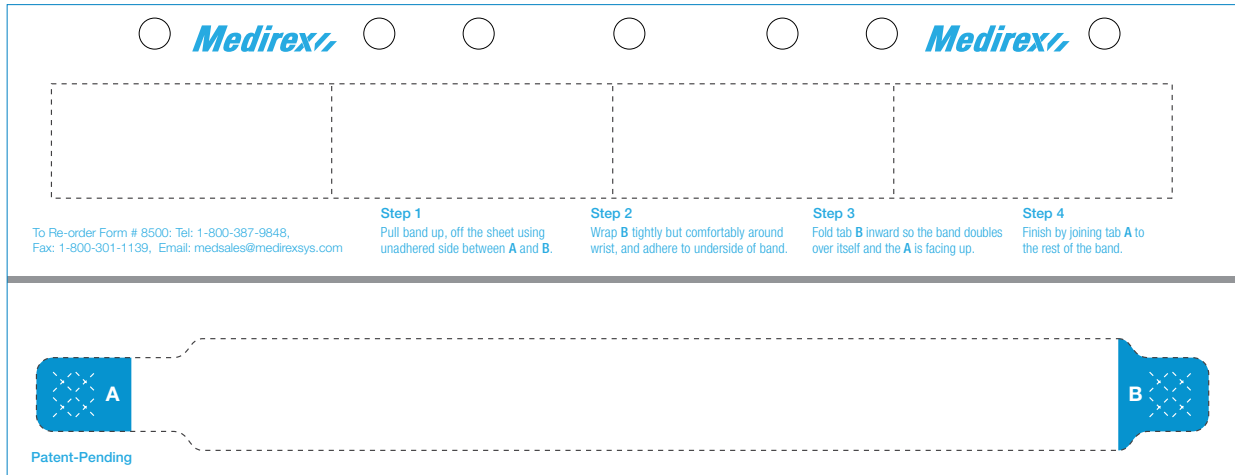 Medirex
Medirex
To Re-order Form # 8500: Tel: 1-800-387-9848,
Fax: 1-800-301-1139, Email: medsales@medirexsys.com
Step 1
Pull band up, off the sheet using
unadhered side between A and B.
Step 2
Wrap B tightly but comfortably around
wrist, and adhere to underside of band.
Step 3
Fold tab B inward so the band doubles
over itself and the A is facing up.
Step 4
Finish by joining tab A to
the rest of the band.
A
B
Patent-Pending